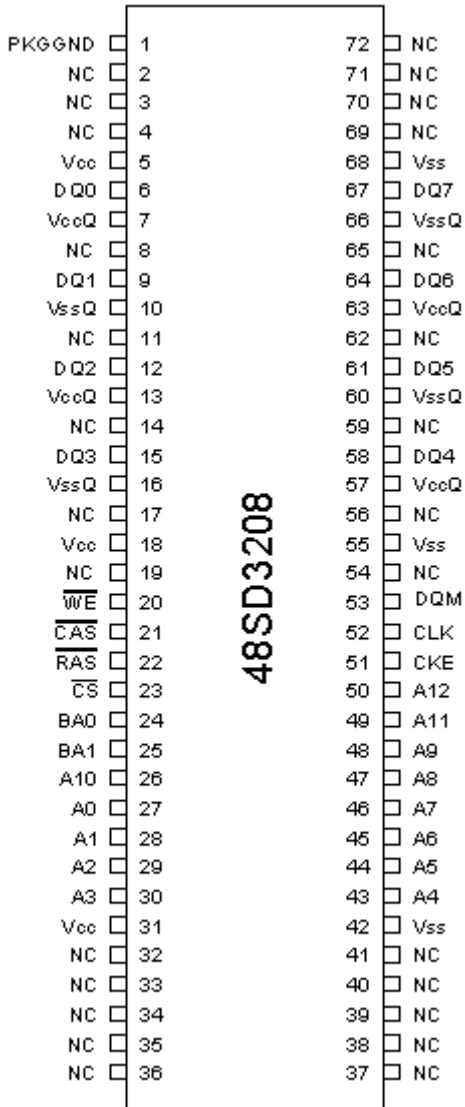 PKGGND 1 72 NC
NC 2 71 NC
NC 3 70 NC
NC 4 69 NC
Vcc 5 68 Vss
DQ0 6 67 DQ7
VccQ 7 66 VssQ
NC 8 65 NC
DQ1 9 64 DQ6
VssQ 10 63 VccQ
NC 11 62 NC
DQ2 12 61 DQ5
VccQ 13 60 VssQ
NC 14 59 NC
DQ3 15 58 DQ4
VssQ 16 57 VccQ
NC 17 56 NC
Vcc 18 55 Vss
NC 19 54 NC
W̅E̅ 20 53 DQM
C̅A̅S̅ 21 52 CLK
R̅A̅S̅ 22 51 CKE
C̅S̅ 23 50 A12
BA0 24 49 A11
BA1 25 48 A9
A10 26 47 A8
A0 27 46 A7
A1 28 45 A6
A2 29 44 A5
A3 30 43 A4
Vcc 31 42 Vss
NC 32 41 NC
NC 33 40 NC
NC 34 39 NC
NC 35 38 NC
NC 36 37 NC
48SD3208